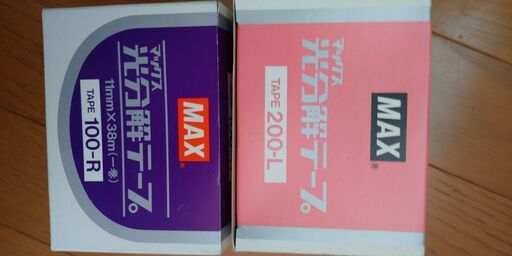 MAX®
マックス
光分解テープ
11mm×38m(一巻)
TAPE 100-R
MAX®
マックス
光分解テープ
TAPE 200-L